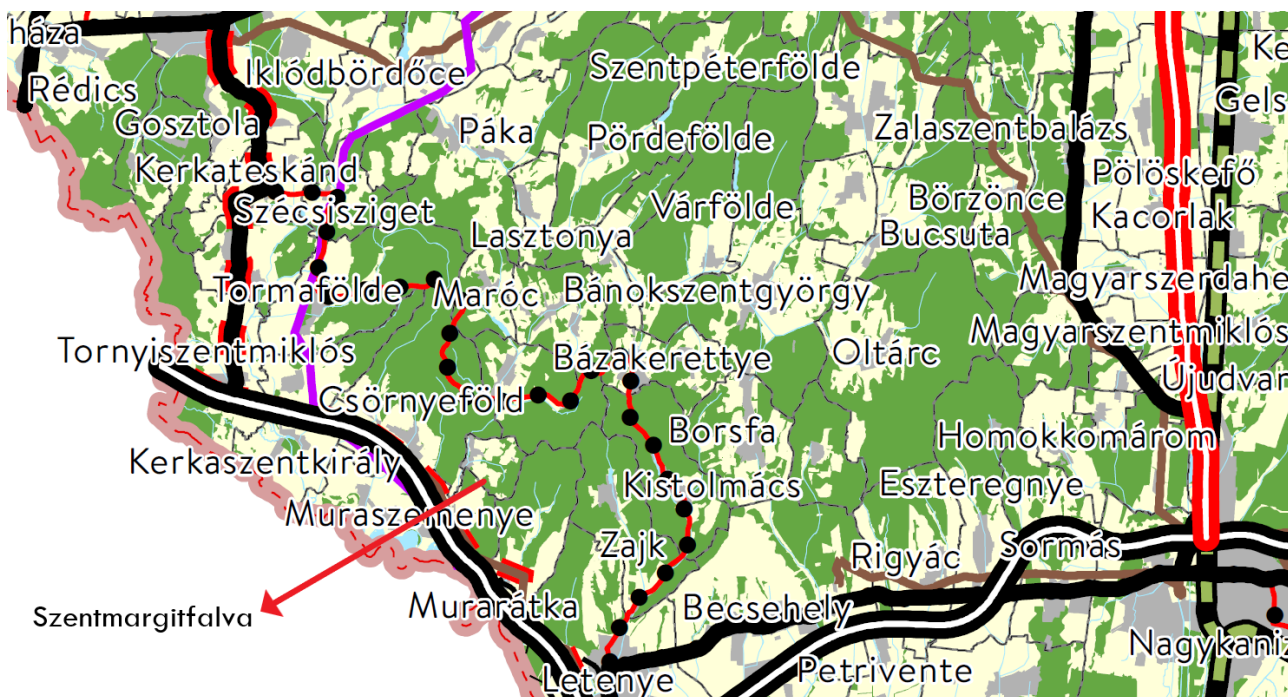 háza
Ke
Rédics
Iklódbördőce
Szentpéterfölde
Gels
Gosztola
Páka
Pördefölde
Zalaszentbalázs
Kerkateskánd
Pölöskefő
Szécsisziget
Várfölde
Börzönce
Kacorlak
Lasztonya
Bucsuta
Tormafölde
Maróc
Bánokszentgyörgy
Magyarszerdahe
Magyarszentmiklós
Tornyiszentmiklós
Bázakerettye
Oltárc
Újudvar
Csörnyeföld
Borsfa
Homokkomárom
Kerkaszentkirály
Kistolmács
Eszteregnye
Muraszemenye
Zajk
Rigyác
Sormás
Szentmargitfalva
Murarátka
Becsehely
Nagykaniz
Letenye
Petrivente